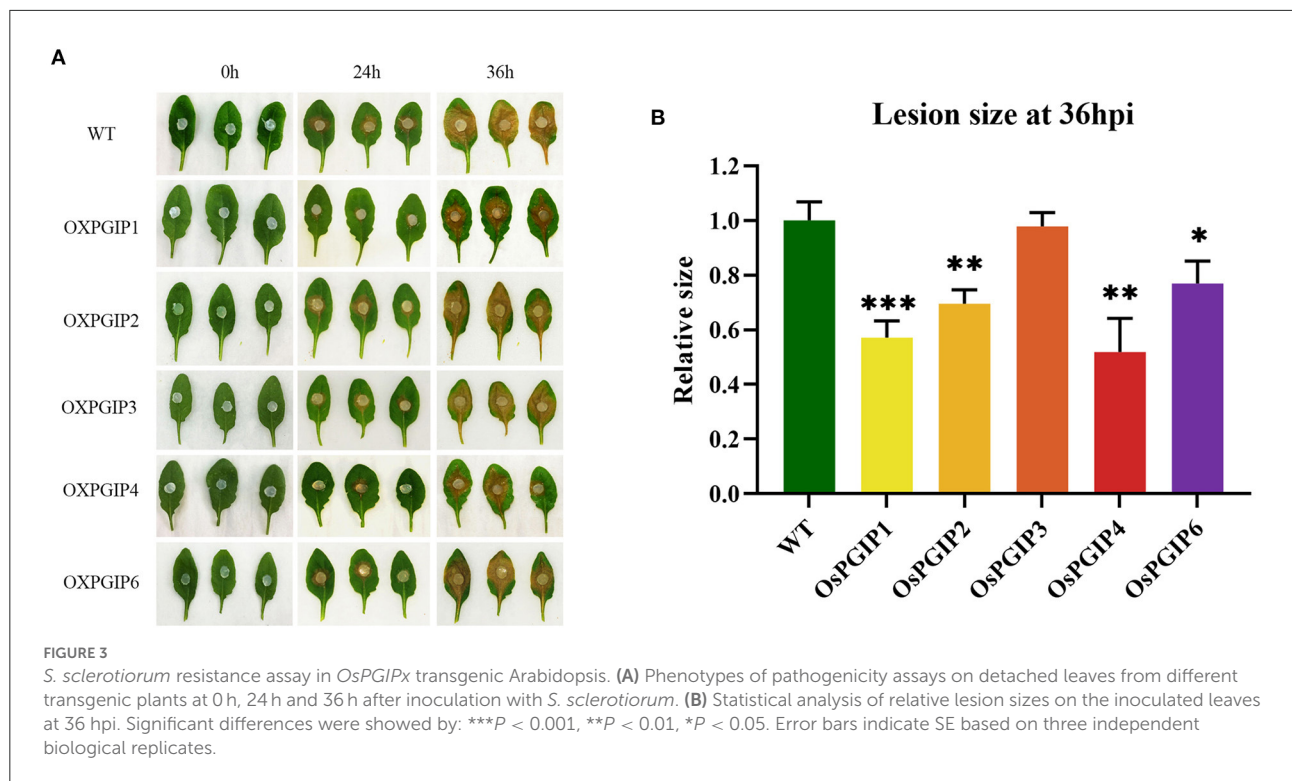 A
0h 24h 36h
WT
OXPGIP1
OXPGIP2
OXPGIP3
OXPGIP4
OXPGIP6
B
Lesion size at 36hpi
Relative size
1.2
1.0
0.8
0.6
0.4
0.2
0.0
***
**
**
*
WT
OsPGIP1
OsPGIP2
OsPGIP3
OsPGIP4
OsPGIP6
FIGURE 3
S. sclerotiorum resistance assay in OsPGIPx transgenic Arabidopsis. (A) Phenotypes of pathogenicity assays on detached leaves from different
transgenic plants at 0 h, 24 h and 36 h after inoculation with S. sclerotiorum. (B) Statistical analysis of relative lesion sizes on the inoculated leaves
at 36 hpi. Significant differences were showed by: ***P < 0.001, **P < 0.01, *P < 0.05. Error bars indicate SE based on three independent
biological replicates.